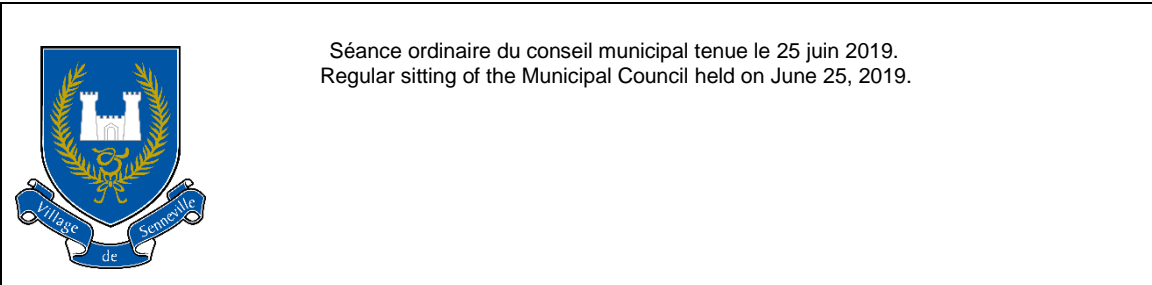 Séance ordinaire du conseil municipal tenue le 25 juin 2019.
Regular sitting of the Municipal Council held on June 25, 2019.
Village
de
Senneville